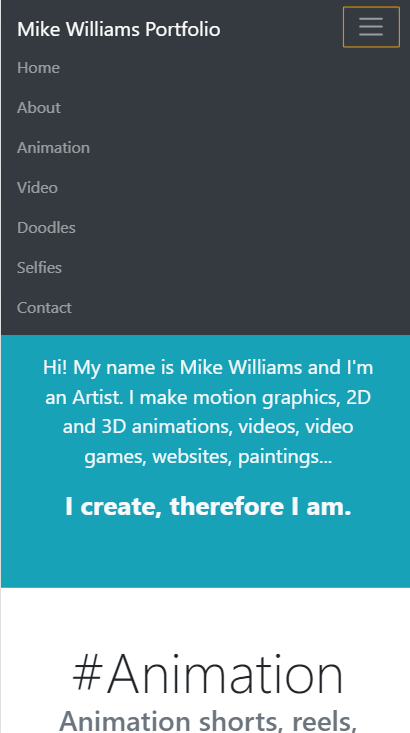 Mike Williams Portfolio
Home
About
Animation
Video
Doodles
Selfies
Contact
Hi! My name is Mike Williams and I'm
an Artist. I make motion graphics, 2D
and 3D animations, videos, video
games, websites, paintings...
I create, therefore I am.
#Animation
Animation shorts, reels,